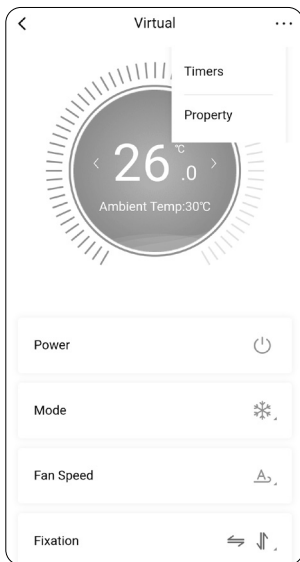 Virtual
Timers
Property
26.0 ℃
Ambient Temp:30℃
Power
Mode
Fan Speed
A
Fixation